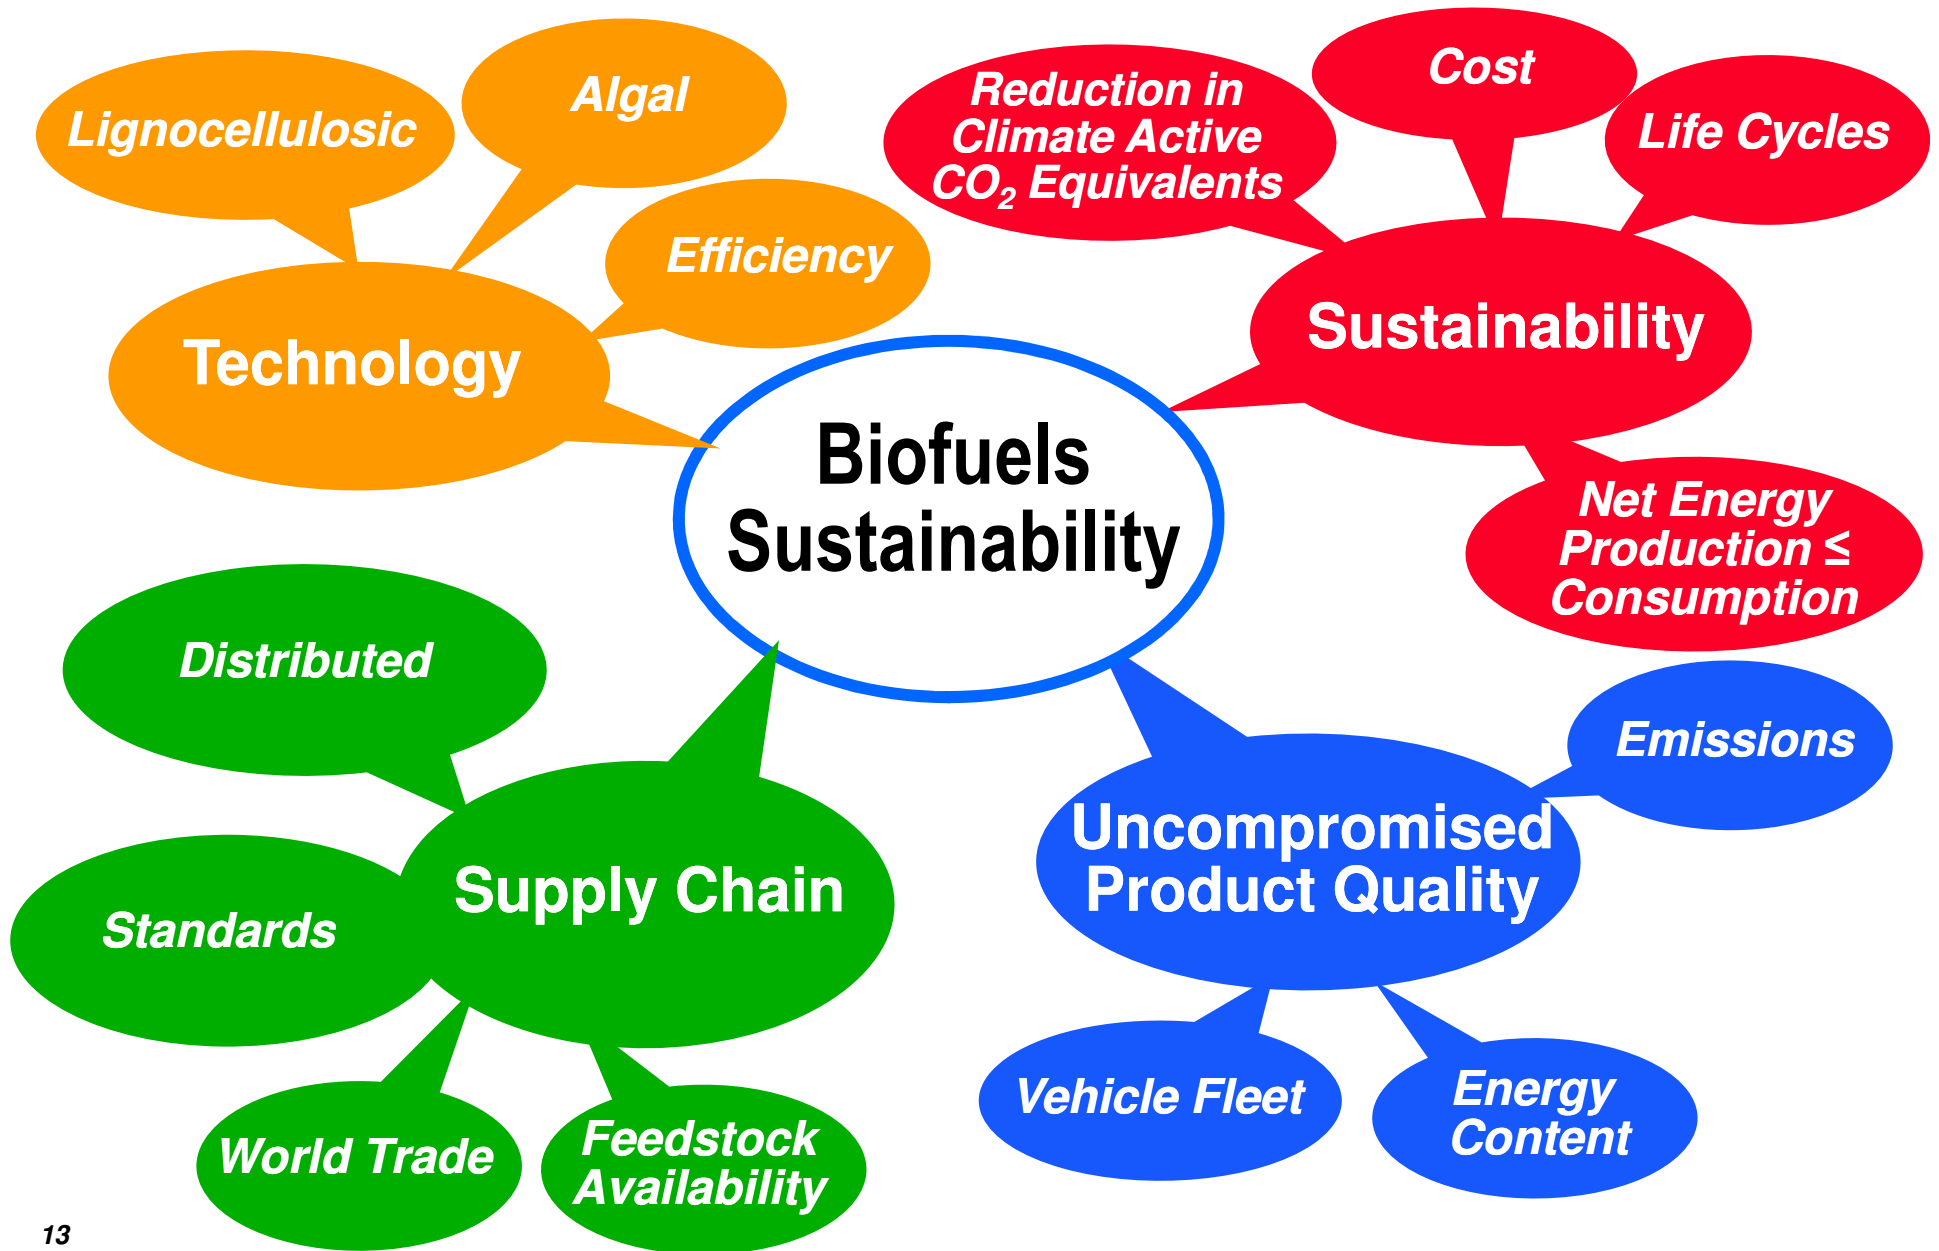 Lignocellulosic
Algal
Efficiency
Technology
Reduction in
Climate Active
CO₂ Equivalents
Cost
Life Cycles
Sustainability
Net Energy
Production ≤
Consumption
Biofuels
Sustainability
Distributed
Standards
Supply Chain
World Trade
Feedstock
Availability
Emissions
Uncompromised
Product Quality
Vehicle Fleet
Energy
Content
13